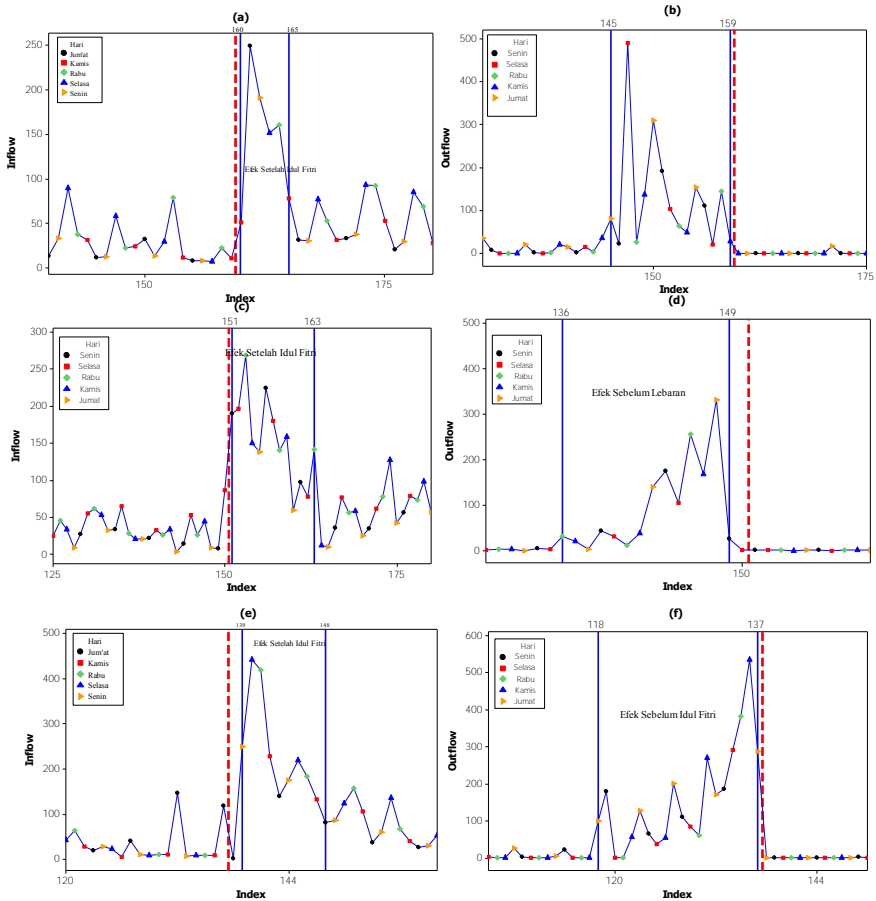 (a)
160
165
250
200
150
100
50
0
Inflow
Hari
Jum'at
Kamis
Rabu
Selasa
Senin
Efek Setelah Idul Fitri
150
175
Index
(b)
145
159
500
400
300
200
100
0
Outflow
Hari
Senin
Selasa
Rabu
Kamis
Jumat
150
175
Index
(c)
151
163
300
250
200
150
100
50
0
Inflow
Hari
Senin
Selasa
Rabu
Kamis
Jumat
Efek Setelah Idul Fitri
125
150
175
Index
(d)
136
149
500
400
300
200
100
0
Outflow
Hari
Senin
Selasa
Rabu
Kamis
Jumat
Efek Sebelum Lebaran
150
Index
(e)
139
148
500
400
300
200
100
0
Inflow
Hari
Jum'at
Kamis
Rabu
Selasa
Senin
Efek Setelah Idul Fitri
120
144
Index
(f)
118
137
600
500
400
300
200
100
0
Outflow
Hari
Senin
Selasa
Rabu
Kamis
Jumat
Efek Sebelum Idul Fitri
120
144
Index